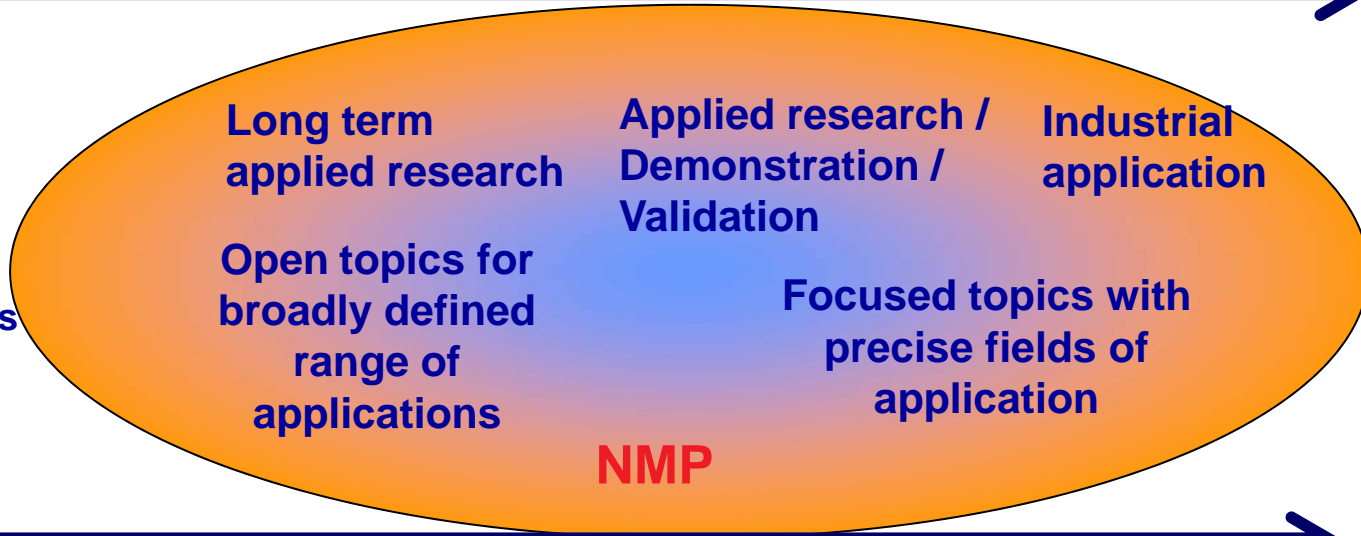 Long term
applied research
Applied research /
Demonstration /
Validation
Industrial
application
Open topics for
broadly defined
range of
applications
Focused topics with
precise fields of
application
NMP
s